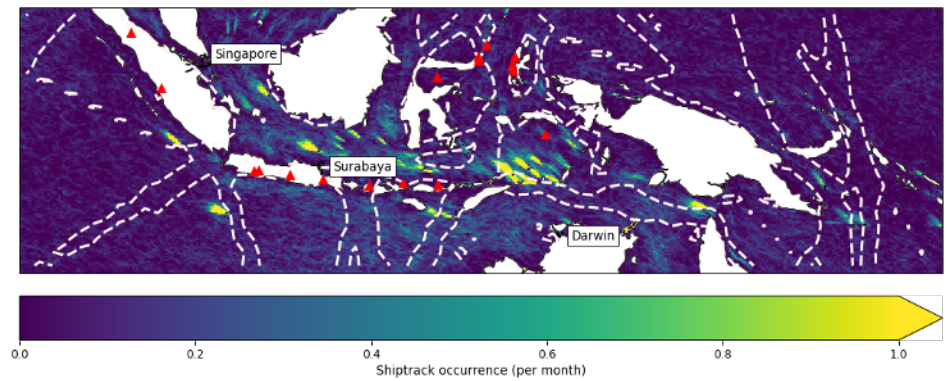 Singapore
Surabaya
Darwin
0.0 0.2 0.4 0.6 0.8 1.0
Shiptrack occurrence (per month)